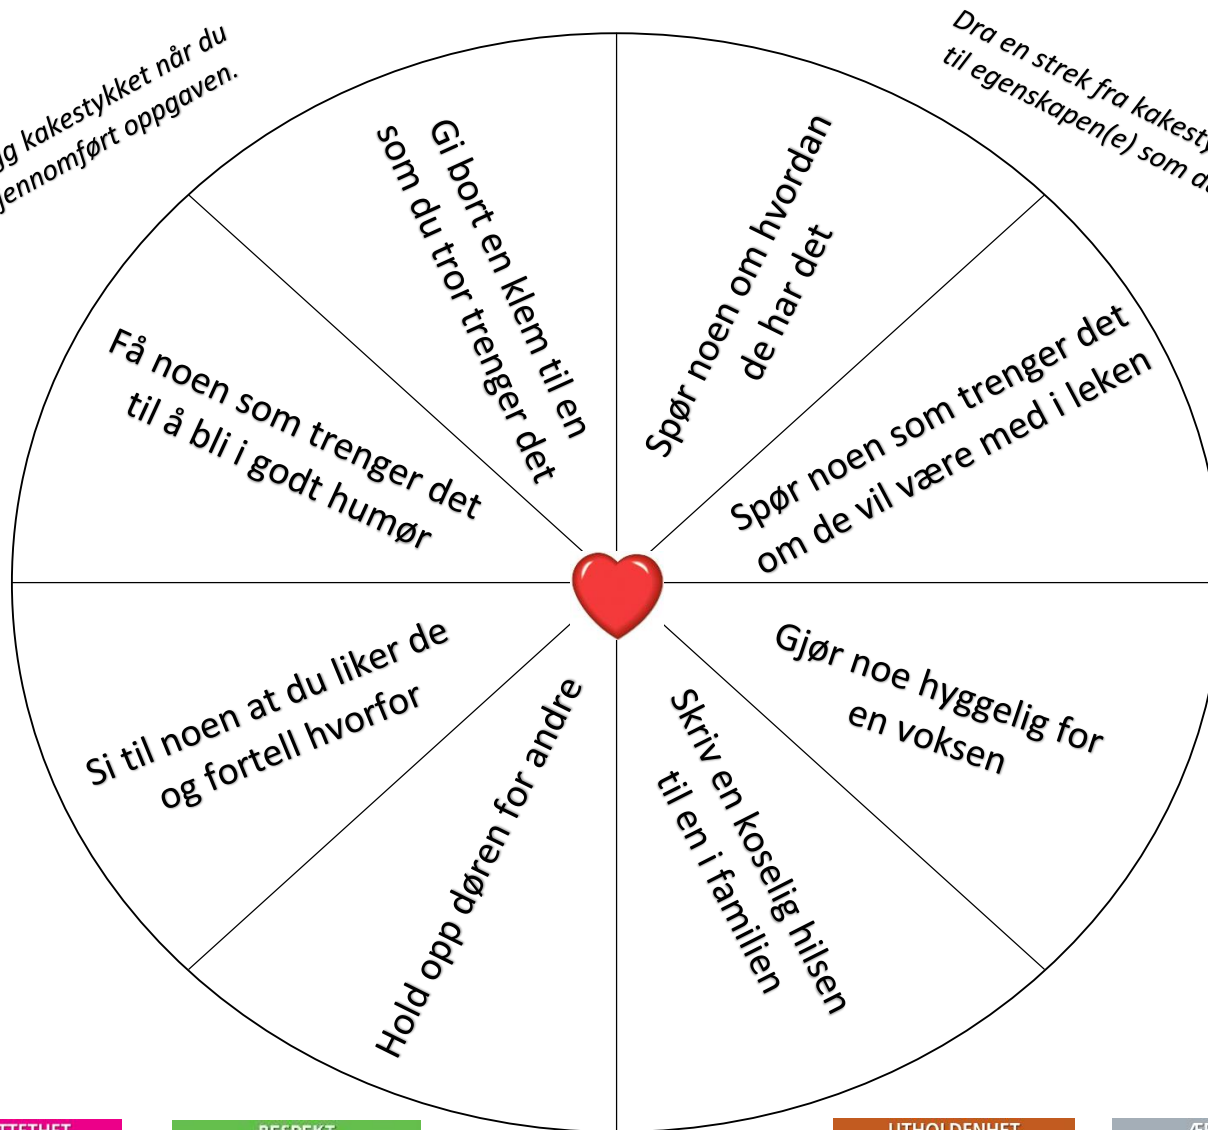 kakestykket når du
jennomført oppgaven.
Dra en strek fra
til egenskapen(e) som
Gi bort en klem til en
som du tror trenger det
Spør noen om hvordan
de har det
Spør noen som trenger det
om de vil være med i leken
Gjør noe hyggelig for
en voksen
Skriv en koselig hilsen
til en i familien
Hold opp døren for andre
Si til noen at du liker de
og fortell hvorfor
Få noen som trenger det
til å bli i godt humør
RESPEKT
UTHOLDENHET